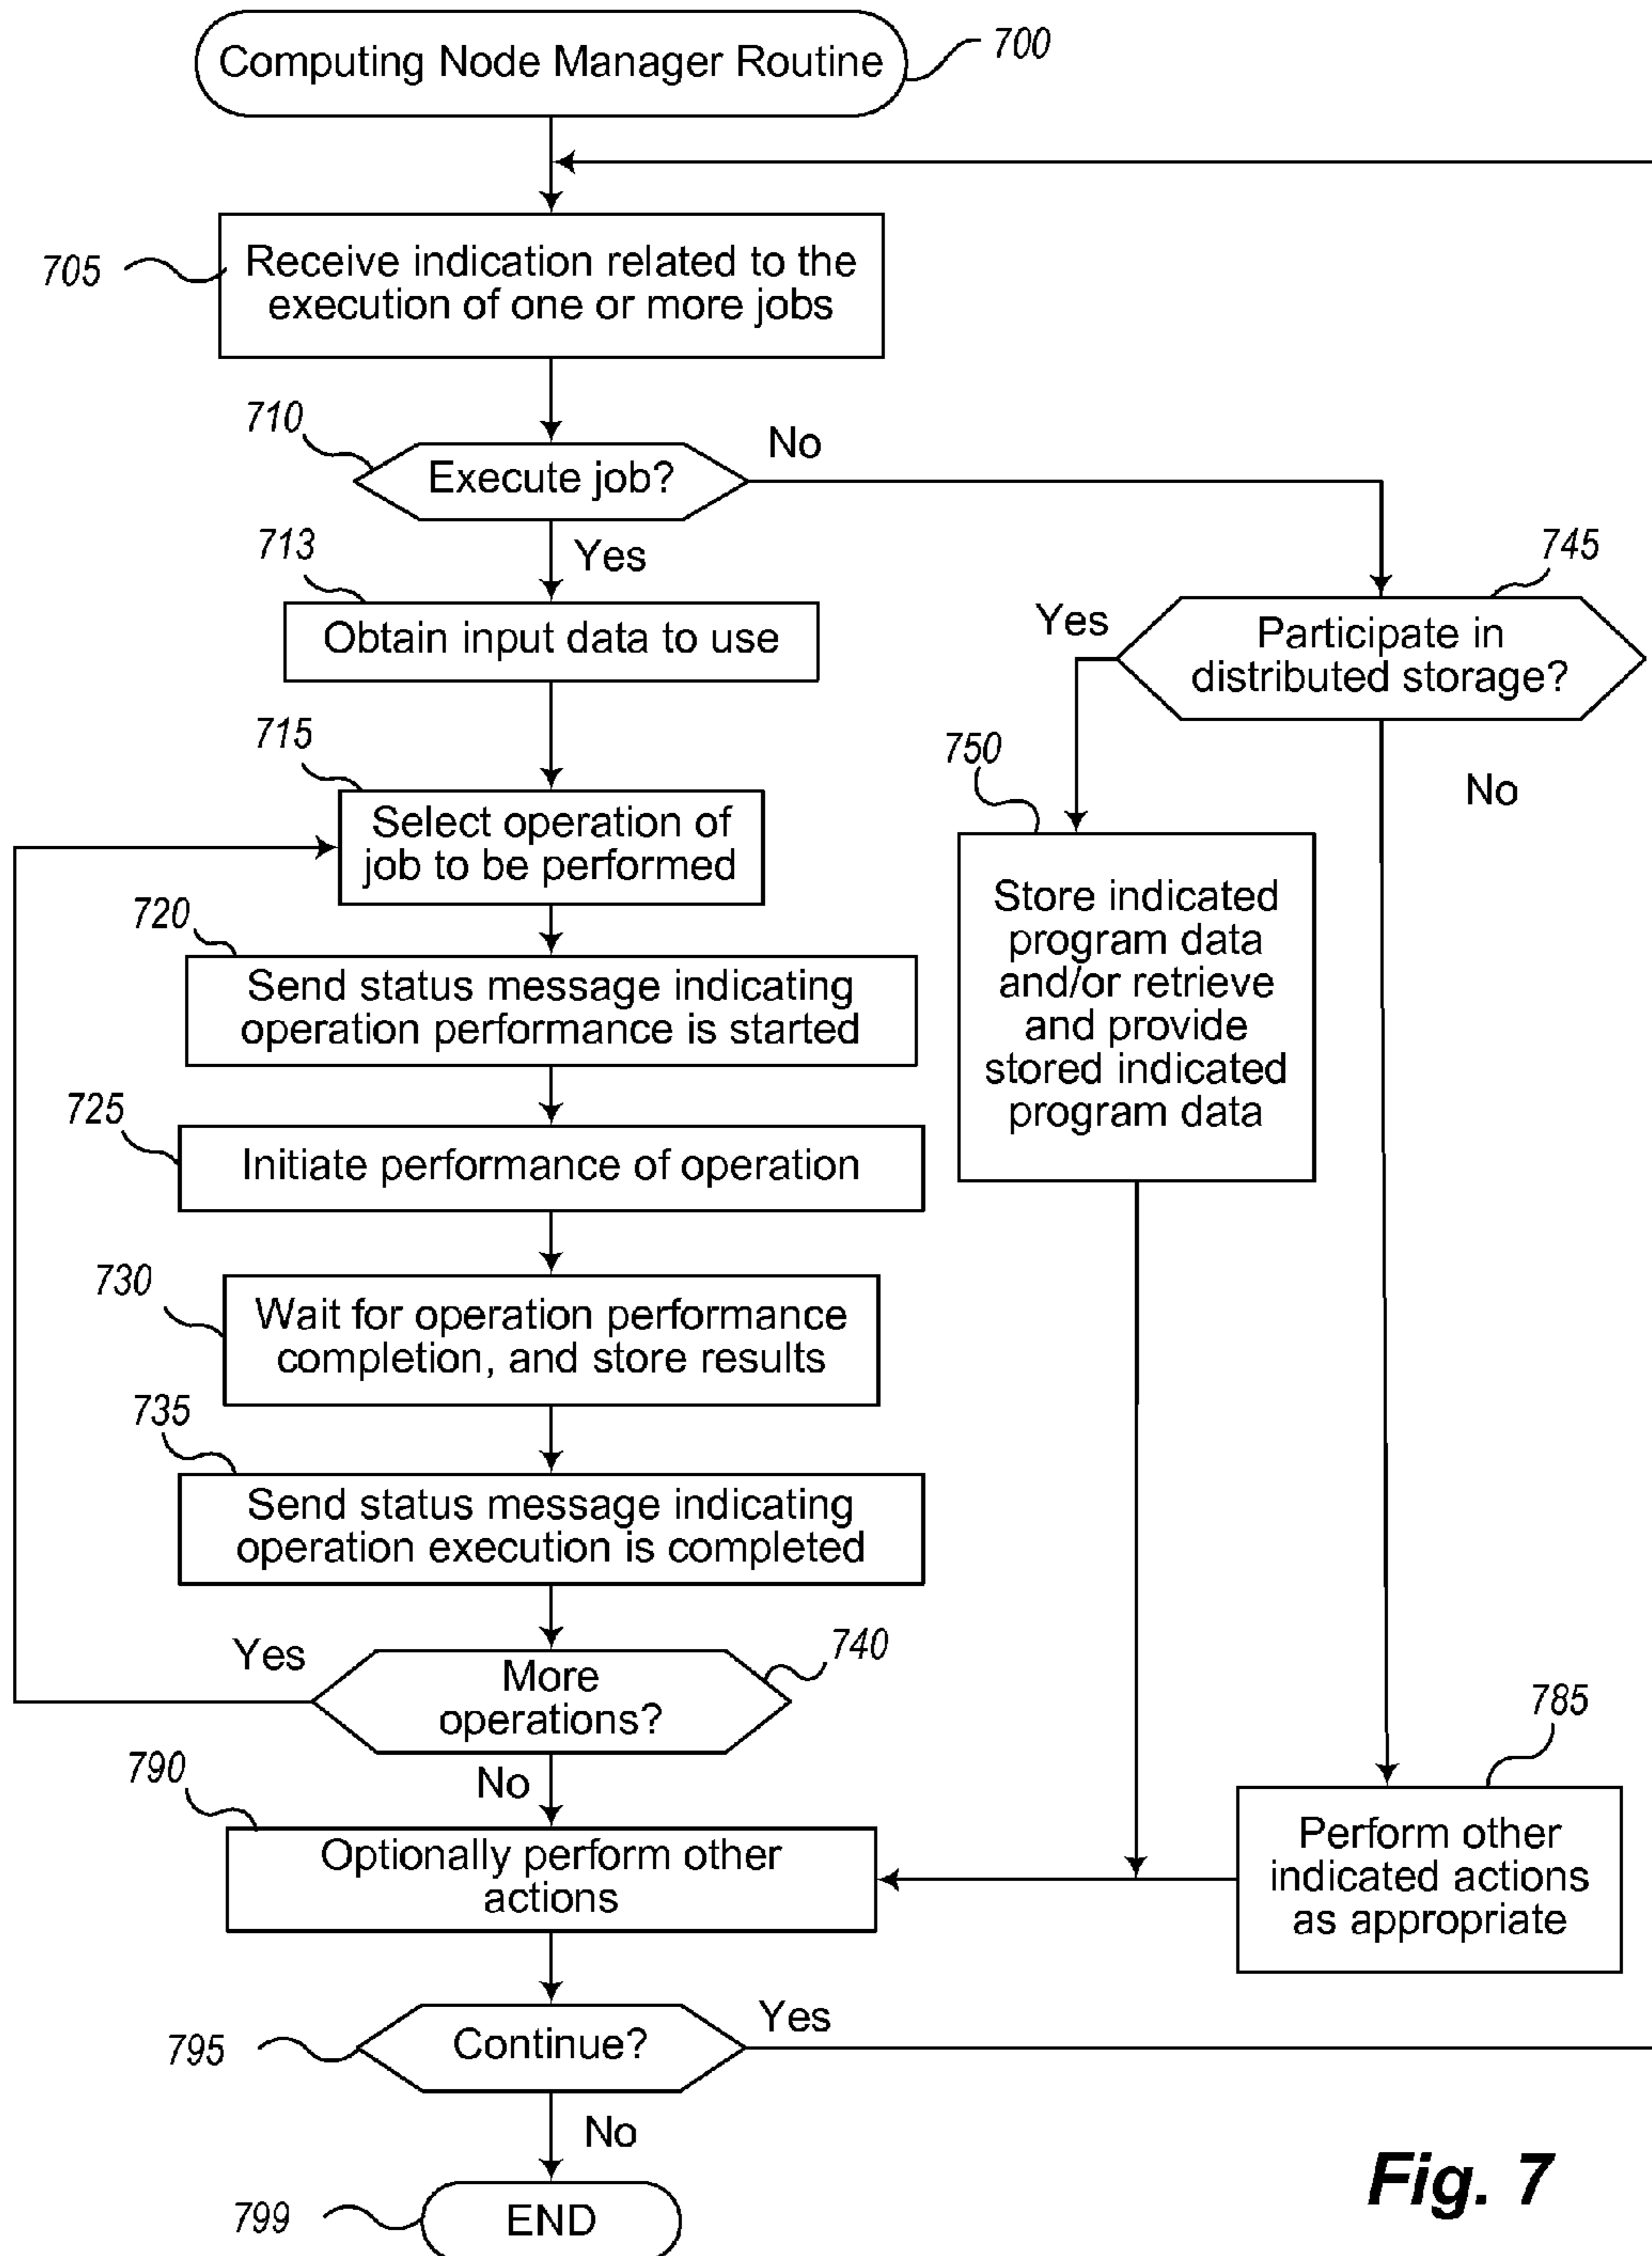 Computing Node Manager Routine
700
705
Receive indication related to the
execution of one or more jobs
710
Execute job?
No
Yes
713
Obtain input data to use
745
Yes
Participate in
distributed storage?
No
715
Select operation of
job to be performed
750
Store indicated
program data
and/or retrieve
and provide
stored indicated
program data
720
Send status message indicating
operation performance is started
725
Initiate performance of operation
730
Wait for operation performance
completion, and store results
735
Send status message indicating
operation execution is completed
Yes
740
More
operations?
No
785
Perform other
indicated actions
as appropriate
790
Optionally perform other
actions
795
Continue?
Yes
No
799
END
Fig. 7